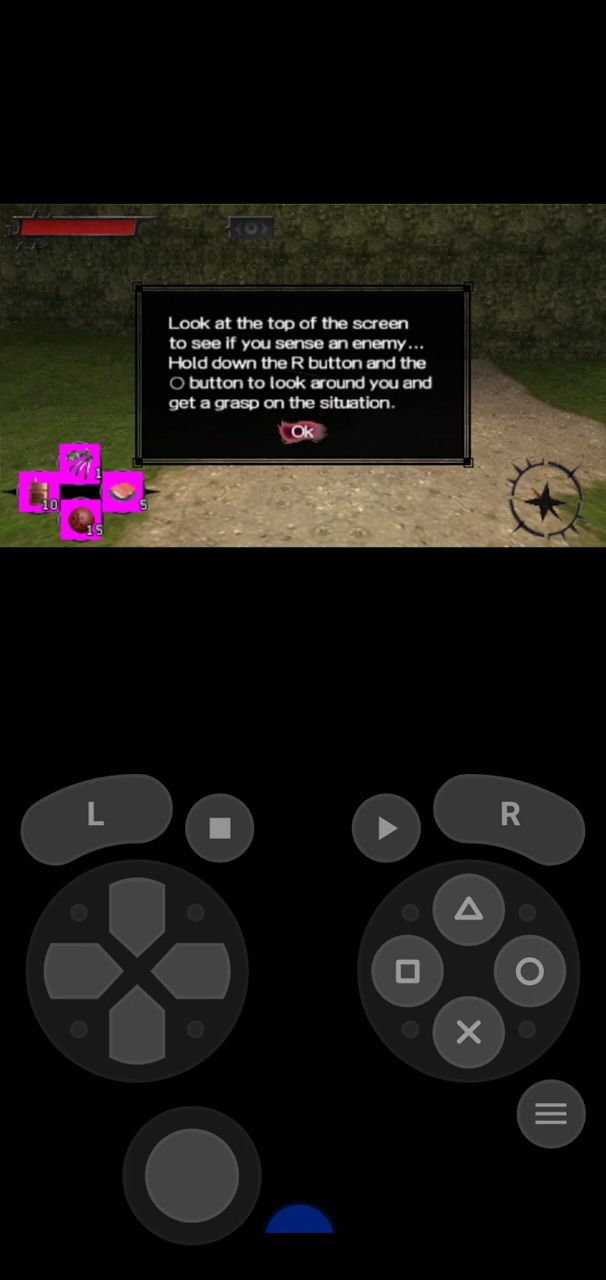 Look at the top of the screen
to see if you sense an enemy...
Hold down the R button and the
○ button to look around you and
get a grasp on the situation.
Ok
1
10
5
15
L
R